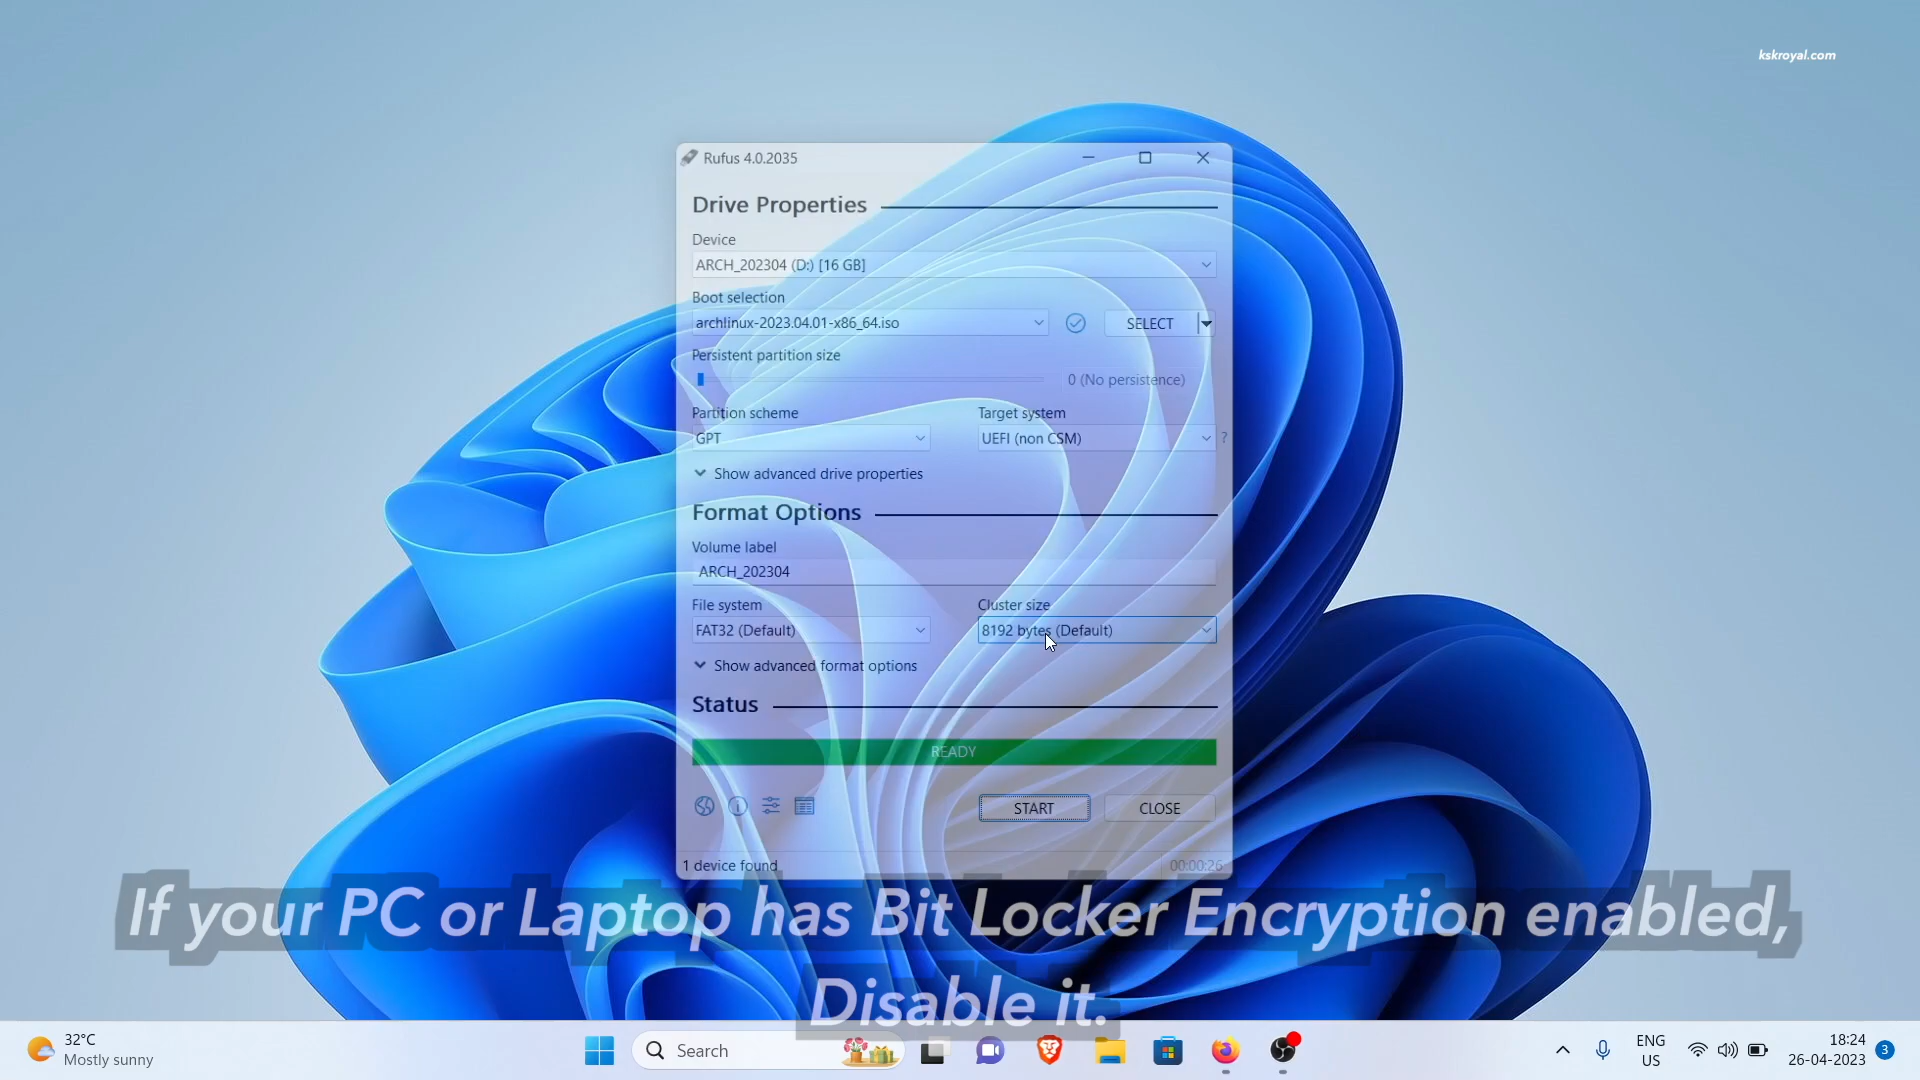 kskroyal.com
Rufus 4.0.2035
Drive Properties
Device
ARCH_202304 (D:) [16 GB]
Boot selection
archlinux-2023.04.01-x86_64.iso
SELECT
Persistent partition size
0 (No persistence)
Partition scheme
Target system
GPT
UEFI (non CSM)
?
Show advanced drive properties
Format Options
Volume label
ARCH_202304
File system
Cluster size
FAT32 (Default)
8192 bytes (Default)
Show advanced format options
Status
READY
START
CLOSE
1 device found
00:00:26
If your PC or Laptop has Bit Locker Encryption enabled,
Disable it.
32°C
Mostly sunny
Search
ENG
US
18:24
26-04-2023
3